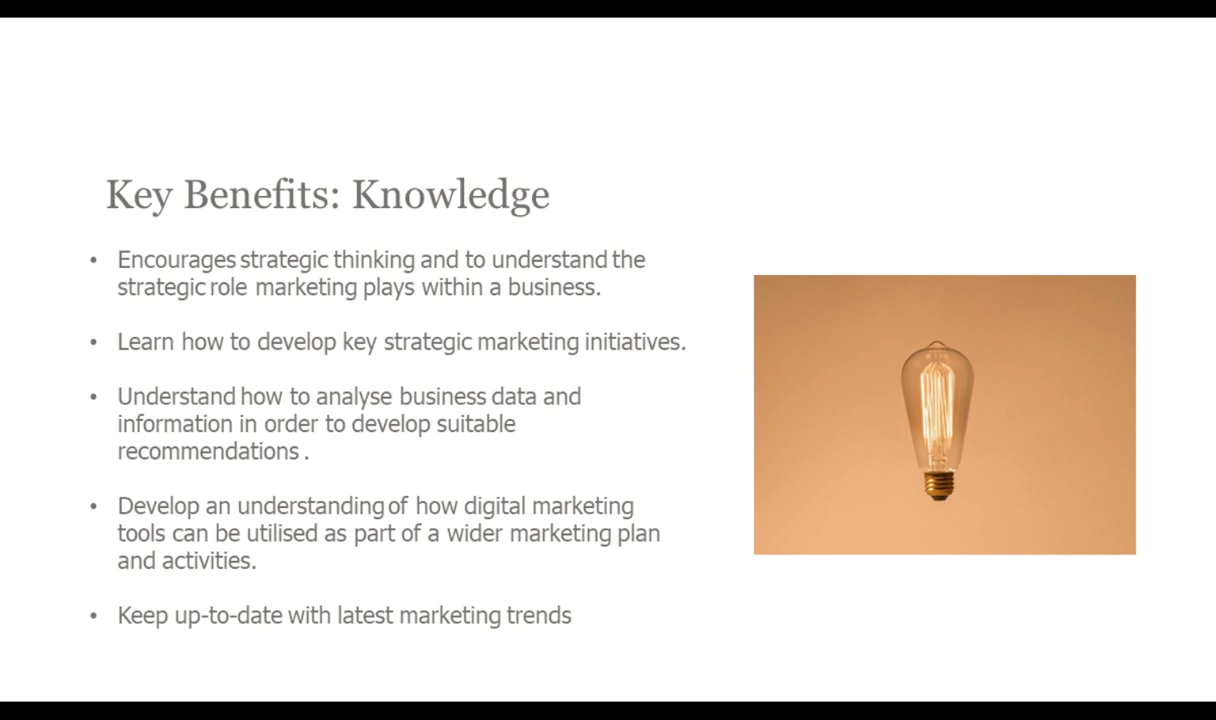 Key Benefits: Knowledge
• Encourages strategic thinking and to understand the
strategic role marketing plays within a business.
• Learn how to develop key strategic marketing initiatives.
• Understand how to analyse business data and
information in order to develop suitable
recommendations .
• Develop an understanding of how digital marketing
tools can be utilised as part of a wider marketing plan
and activities.
• Keep up-to-date with latest marketing trends